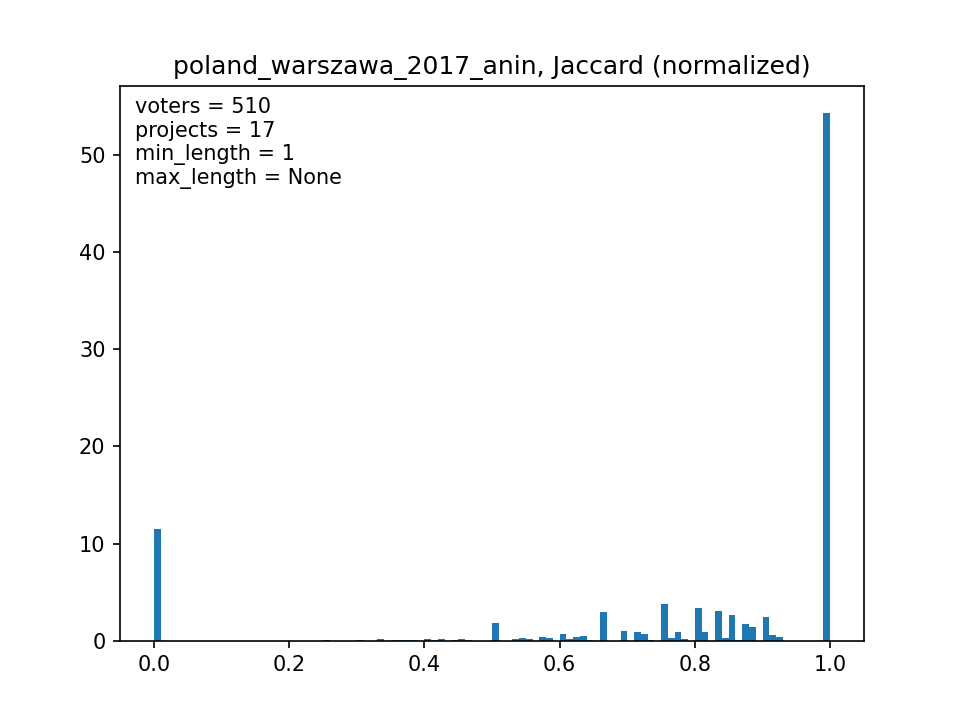 poland_warszawa_2017_anin, Jaccard (normalized)
voters = 510
projects = 17
min_length = 1
max_length = None
50
40
30
20
10
0
0.0 0.2 0.4 0.6 0.8 1.0